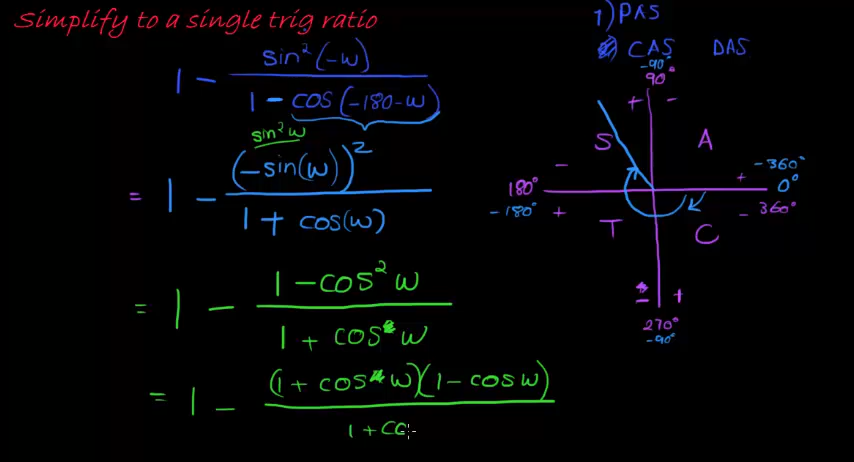 Simplify to a single trig ratio
1 - sin²(-w) / 1 - cos(-180-w)
sin²w
= 1 - (-sin(w))² / 1 + cos(w)
= 1 - 1 - cos²w / 1 + cos w
= 1 - (1 + cos w)(1 - cos w) / 1 + co
1) PAS
CAS DAS
-90°
90°
+ -
S A
- + -360°
180° 0°
-180° + - 360°
T C
- +
270°
-90°